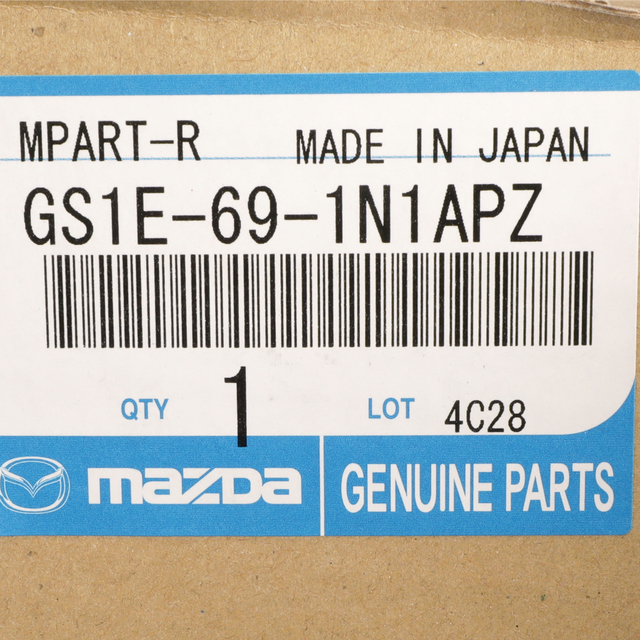 MPART-R MADE IN JAPAN
GS1E-69-1N1APZ
QTY 1 LOT 4C28
mazda GENUINE PARTS